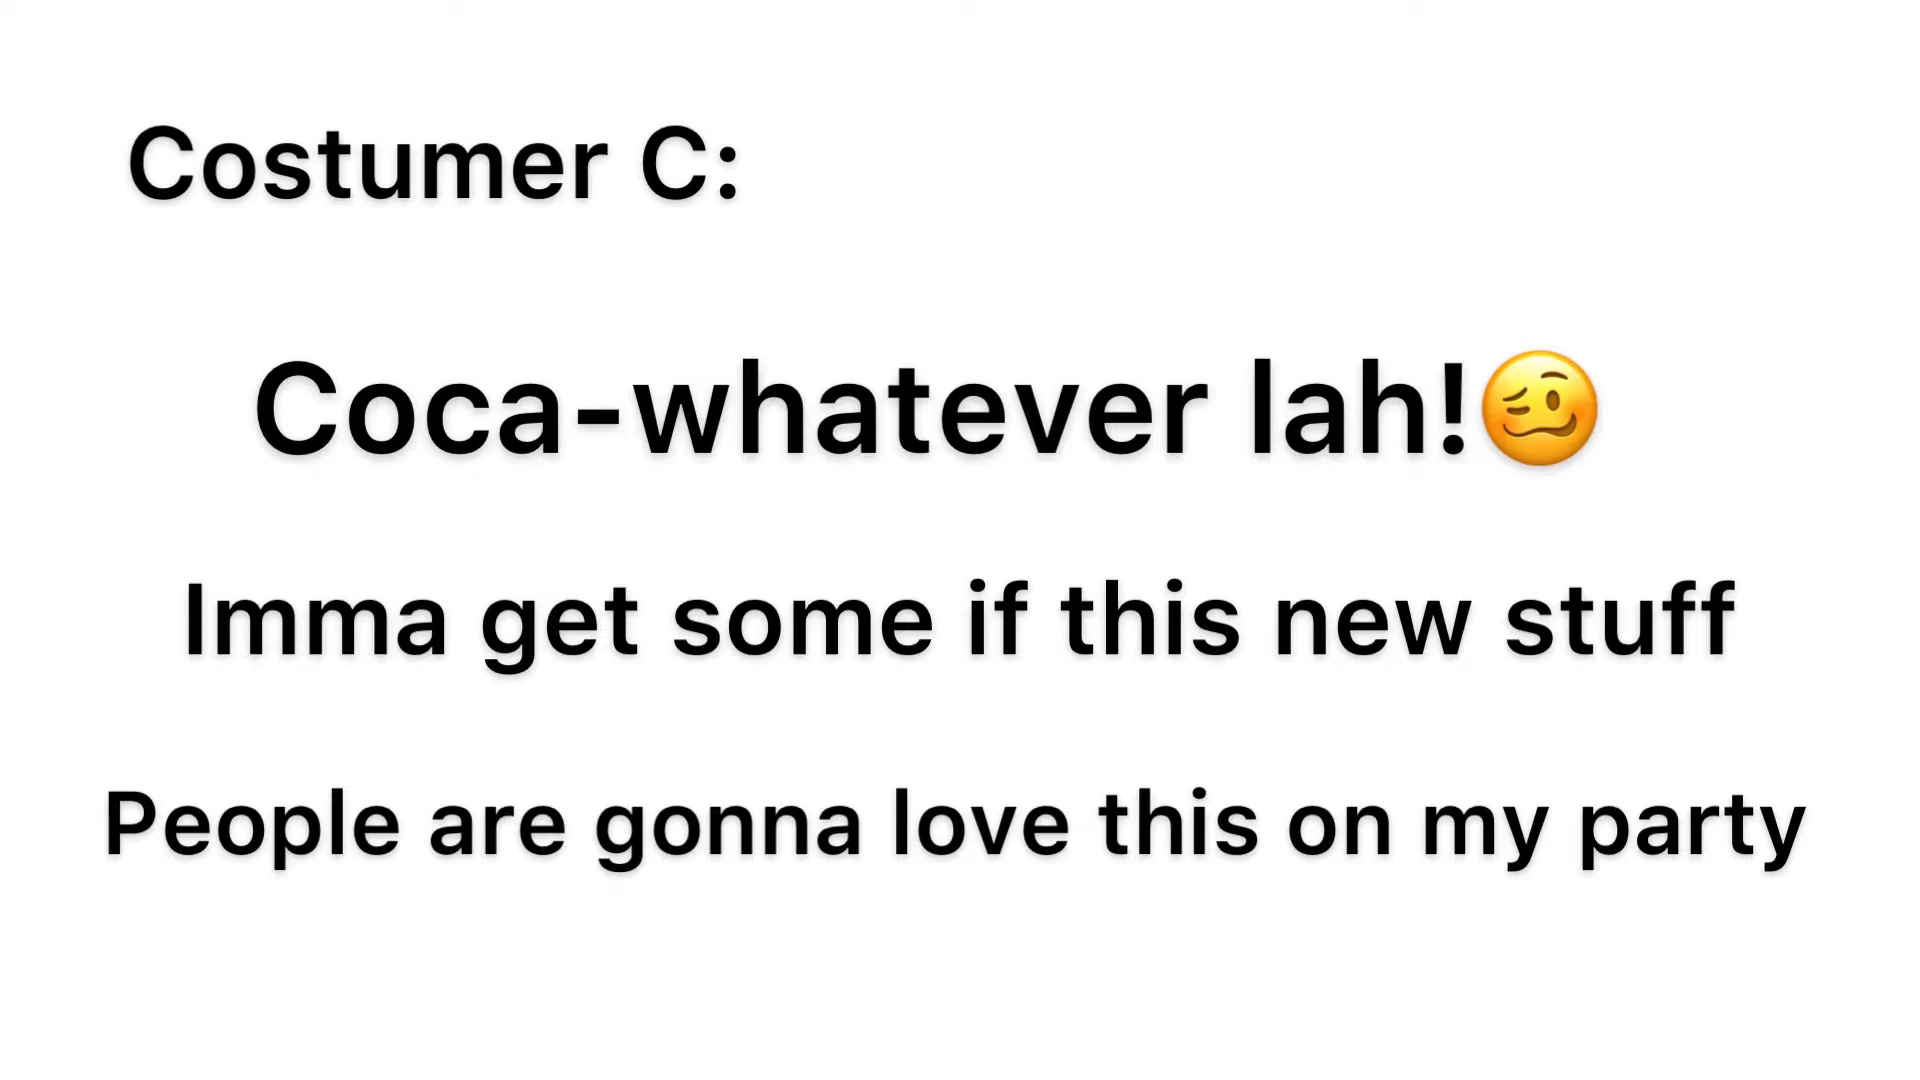 Costumer C:
Coca-whatever lah!🥴
Imma get some if this new stuff
People are gonna love this on my party